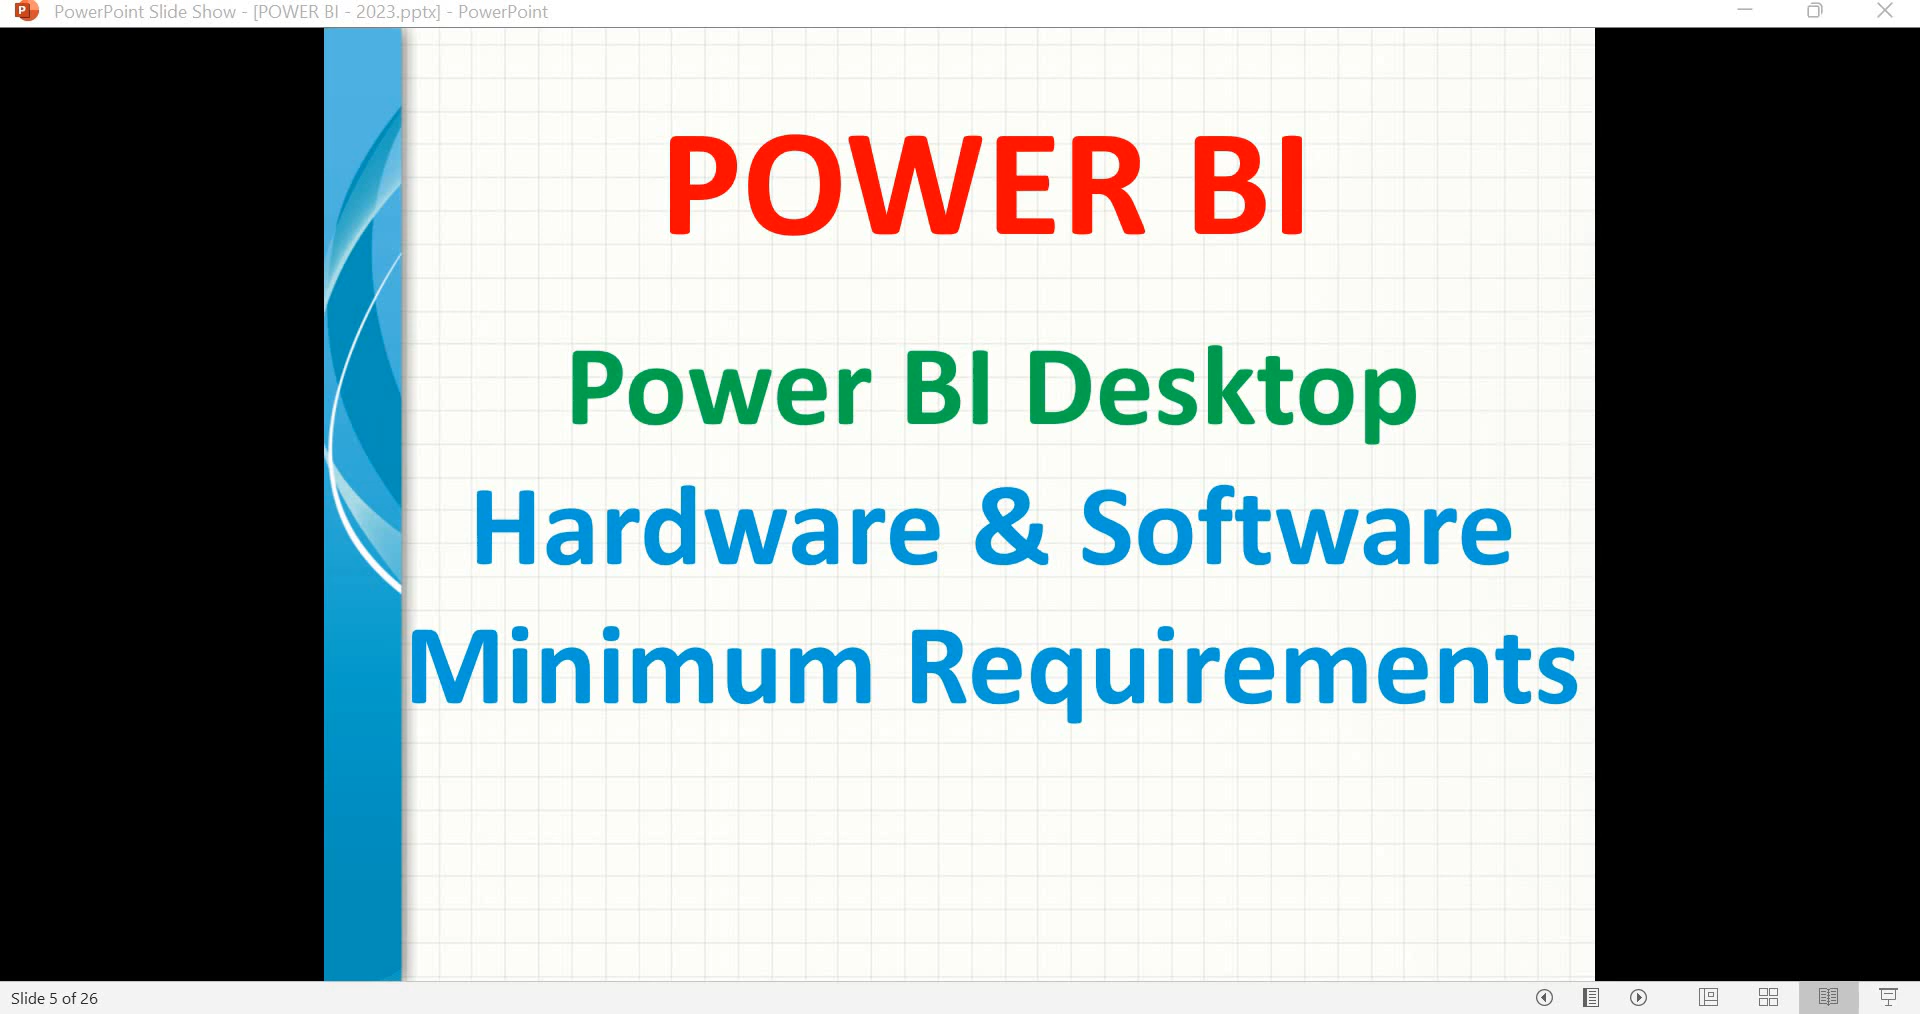 PowerPoint Slide Show - [POWER BI - 2023.pptx] - PowerPoint
POWER BI
Power BI Desktop
Hardware & Software
Minimum Requirements
Slide 5 of 26